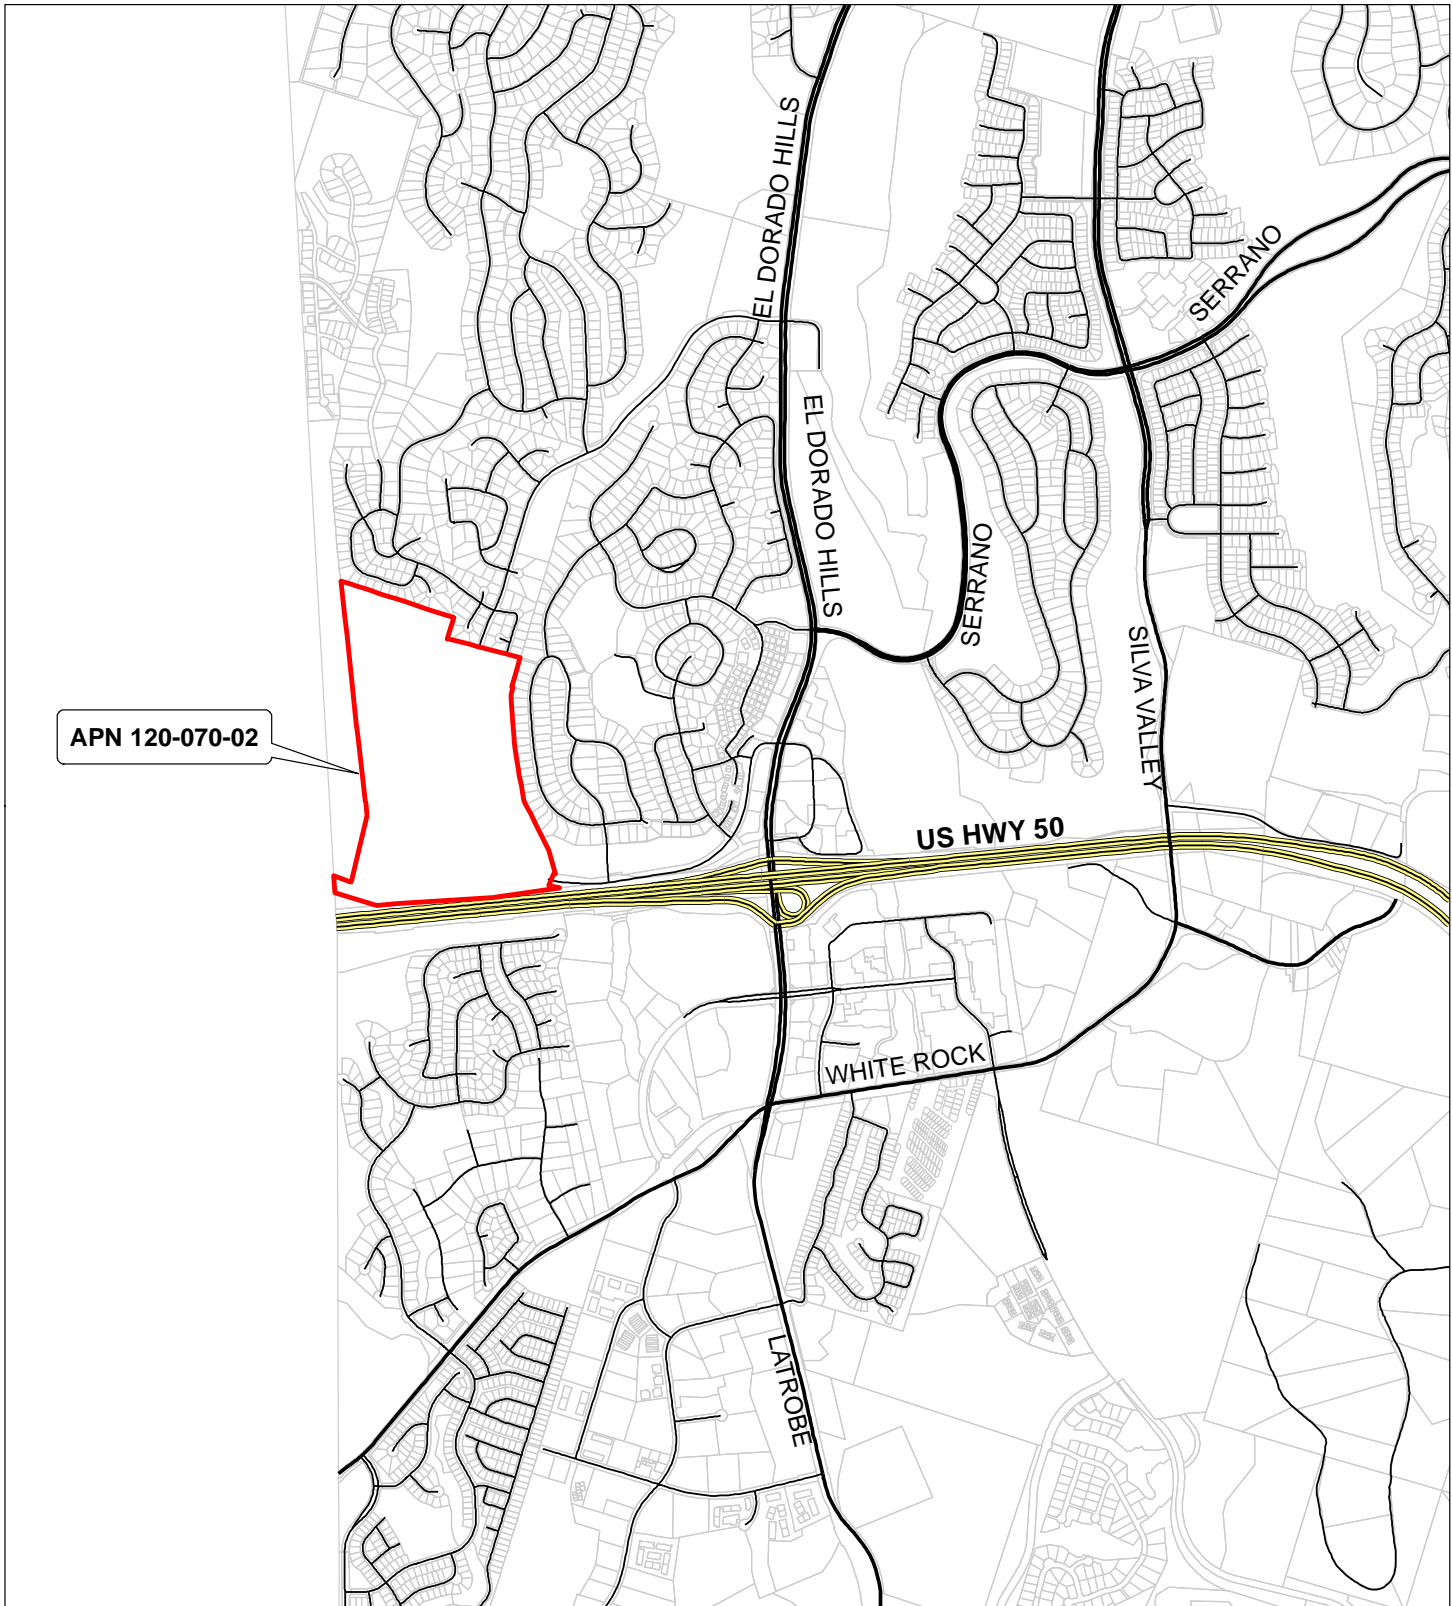 EL DORADO HILLS
SERRANO
EL DORADO HILLS
SERRANO
SILVA VALLEY
APN 120-070-02
US HWY 50
WHITE ROCK
LATROBE